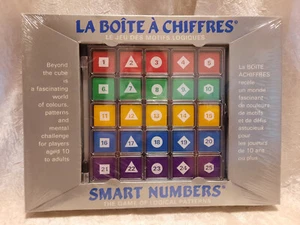 LA BOÎTE À CHIFFRES
LE JEU DES MOTIFS LOGIQUES
Beyond
the cube
is
a fascinating
world
of colours,
patterns
and
mental
challenge
for players
aged 10
to adults
1 2 3 4 5
6 7 8 9 10
11 12 13 14 15
16 17 18 19 20
21 22 23 24 25
LA BOÎTE
À CHIFFRES
un
monde
fascinant
de couleurs
de motifs
et de défis
pour
les joueurs
de 10 ans
SMART NUMBERS
THE GAME OF LOGICAL PATTERNS